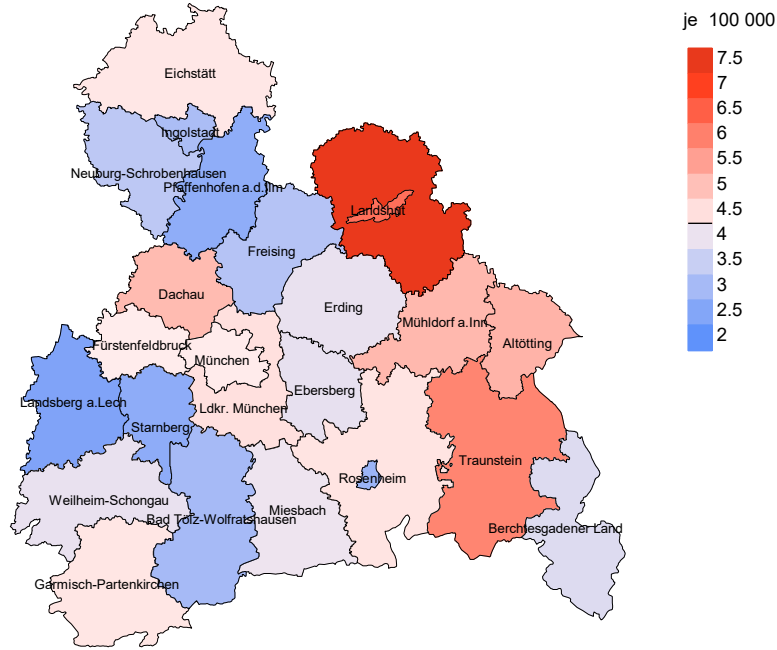 je 100 000
7.5
7
6.5
6
5.5
5
4.5
4
3.5
3
2.5
2
Eichstätt
Ingolstadt
Neuburg-Schrobenhausen
Pfaffenhofen a.d.Ilm
Landshut
Freising
Dachau
Erding
Mühldorf a.Inn
Altötting
Fürstenfeldbruck
München
Ebersberg
Landsberg a.Lech
Ldkr. München
Starnberg
Traunstein
Rosenheim
Weilheim-Schongau
Miesbach
Bad Tölz-Wolfratshausen
Berchtesgadener Land
Garmisch-Partenkirchen